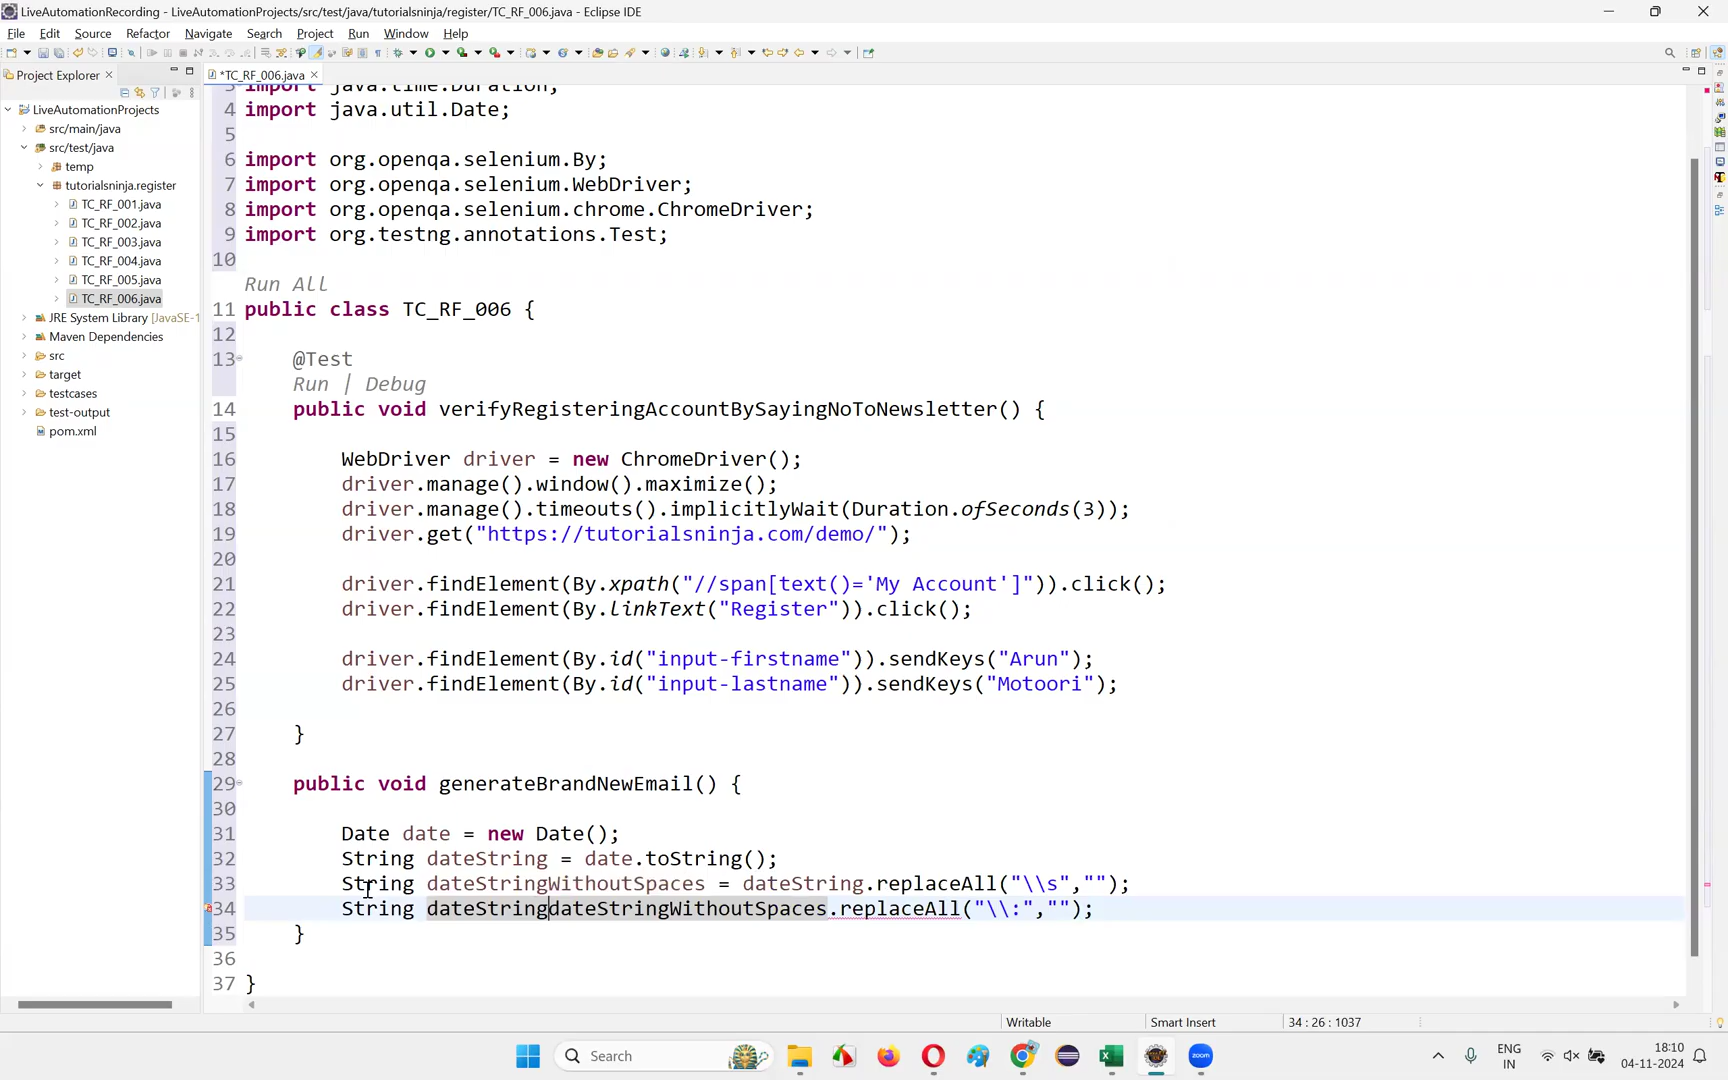 LiveAutomationRecording - LiveAutomationProjects/src/test/java/tutorialsninja/register/TC_RF_006.java - Eclipse IDE
File Edit Source Refactor Navigate Search Project Run Window Help
Project Explorer
*TC_RF_006.java
LiveAutomationProjects
src/main/java
src/test/java
temp
tutorialsninja.register
TC_RF_001.java
TC_RF_002.java
TC_RF_003.java
TC_RF_004.java
TC_RF_005.java
TC_RF_006.java
JRE System Library [JavaSE-1
Maven Dependencies
src
target
testcases
test-output
pom.xml
3 import java.time.Duration;
4 import java.util.Date;
5
6 import org.openqa.selenium.By;
7 import org.openqa.selenium.WebDriver;
8 import org.openqa.selenium.chrome.ChromeDriver;
9 import org.testng.annotations.Test;
10
Run All
11 public class TC_RF_006 {
12
13 @Test
Run | Debug
14 public void verifyRegisteringAccountBySayingNoToNewsletter() {
15
16 WebDriver driver = new ChromeDriver();
17 driver.manage().window().maximize();
18 driver.manage().timeouts().implicitlyWait(Duration.ofSeconds(3));
19 driver.get("https://tutorialsninja.com/demo/");
20
21 driver.findElement(By.xpath("//span[text()='My Account']")).click();
22 driver.findElement(By.linkText("Register")).click();
23
24 driver.findElement(By.id("input-firstname")).sendKeys("Arun");
25 driver.findElement(By.id("input-lastname")).sendKeys("Motoori");
26
27 }
28
29 public void generateBrandNewEmail() {
30
31 Date date = new Date();
32 String dateString = date.toString();
33 String dateStringWithoutSpaces = dateString.replaceAll("\\s","");
34 String dateStringdateStringWithoutSpaces.replaceAll("\\:","");
35 }
36
37 }
Writable
Smart Insert
34 : 26 : 1037
Search
zoom
ENG
IN
18:10
04-11-2024